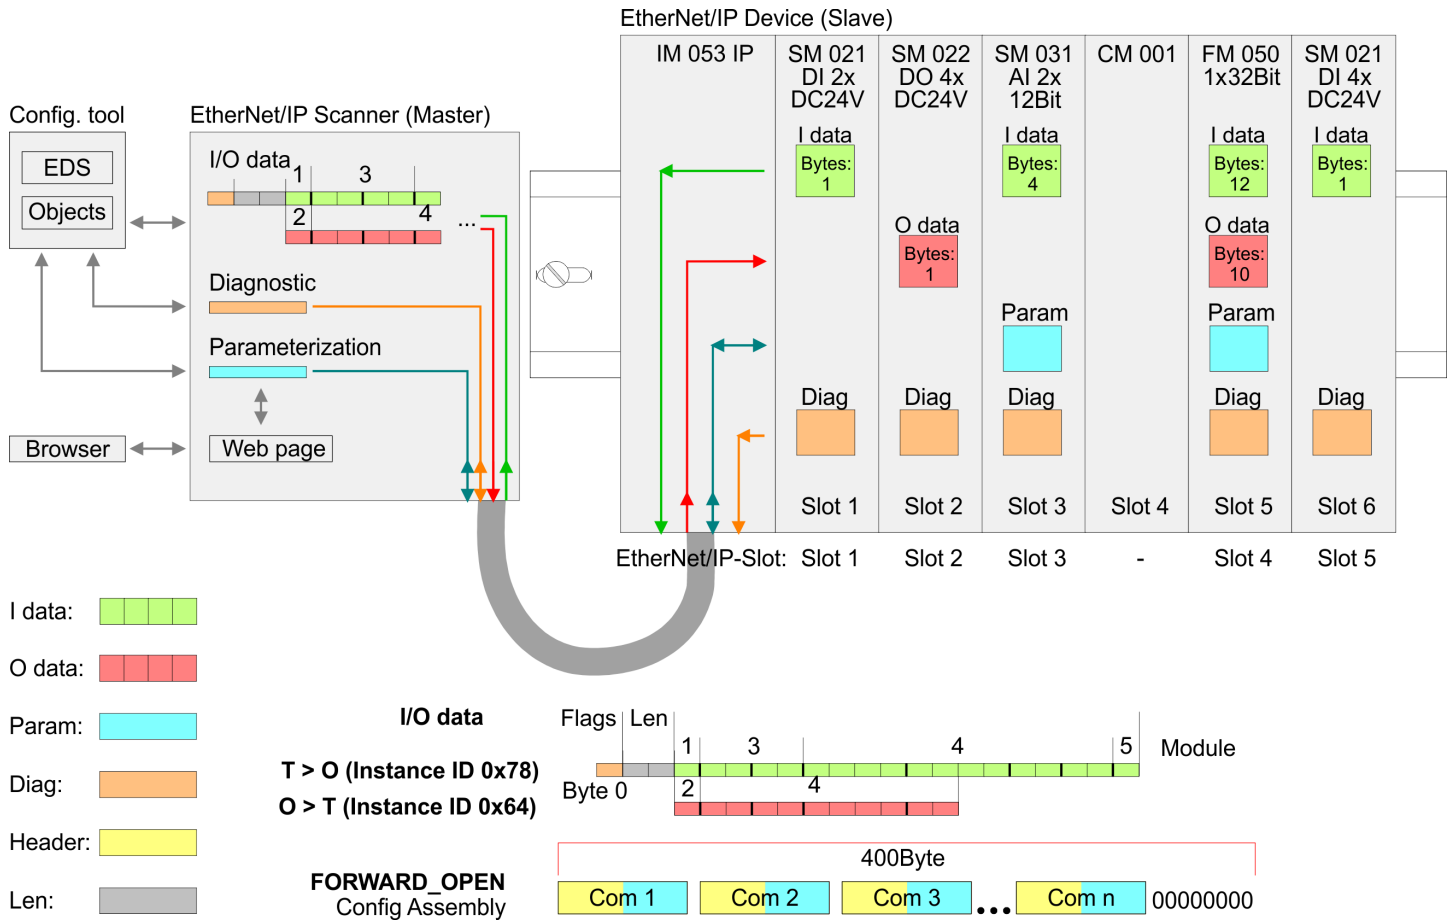 EtherNet/IP Device (Slave)
IM 053 IP
SM 021
DI 2x
DC24V
SM 022
DO 4x
DC24V
SM 031
AI 2x
12Bit
CM 001
FM 050
1x32Bit
SM 021
DI 4x
DC24V
Config. tool
EDS
Objects
Browser
EtherNet/IP Scanner (Master)
I/O data
1
3
2
4
...
Diagnostic
Parameterization
Web page
I data
Bytes:
1
I data
Bytes:
4
I data
Bytes:
12
I data
Bytes:
1
O data
Bytes:
1
O data
Bytes:
10
Param
Param
Diag
Diag
Diag
Diag
Diag
Slot 1
Slot 2
Slot 3
Slot 4
Slot 5
Slot 6
EtherNet/IP-Slot:
Slot 1
Slot 2
Slot 3
-
Slot 4
Slot 5
I data:
O data:
Param:
Diag:
Header:
Len:
I/O data
Flags
Len
1
3
4
5
Module
T > O (Instance ID 0x78)
Byte 0
2
4
O > T (Instance ID 0x64)
400Byte
FORWARD_OPEN
Config Assembly
Com 1
Com 2
Com 3
...
Com n
00000000